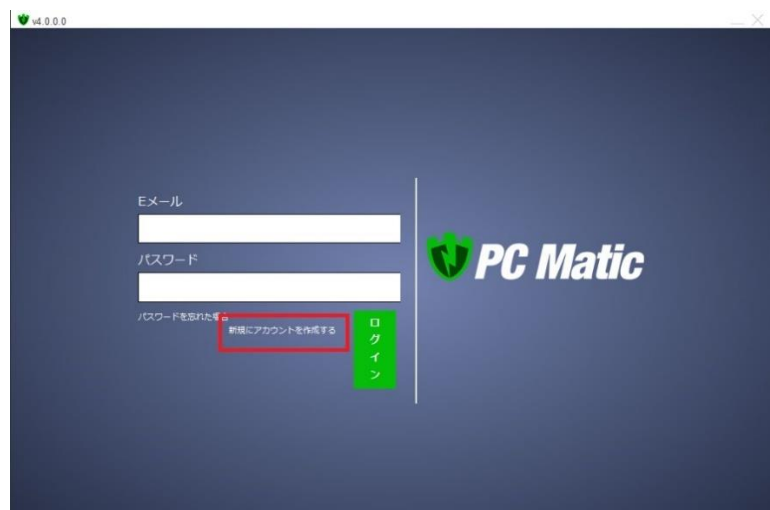 v4.0.0.0
Eメール
パスワード
パスワードを忘れた場合
新規にアカウントを作成する
ログイン
PC Matic